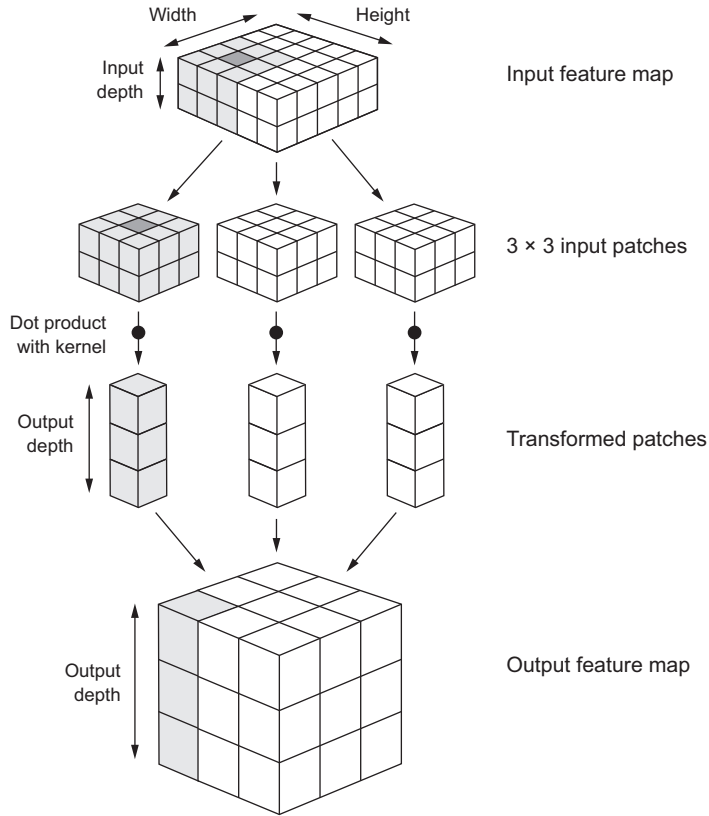 Width
Height
Input
depth
Input feature map
3 × 3 input patches
Dot product
with kernel
Output
depth
Transformed patches
Output
depth
Output feature map